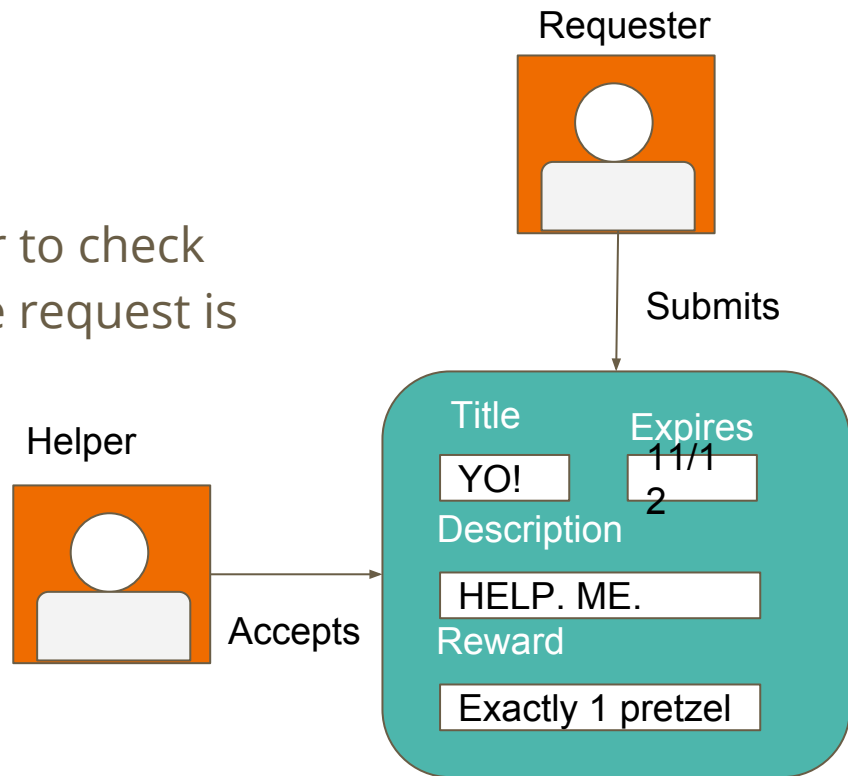 Requester
r to check
e request is
Submits
Helper
Title
Expires
YO!
11/1
2
Description
HELP. ME.
Accepts
Reward
Exactly 1 pretzel